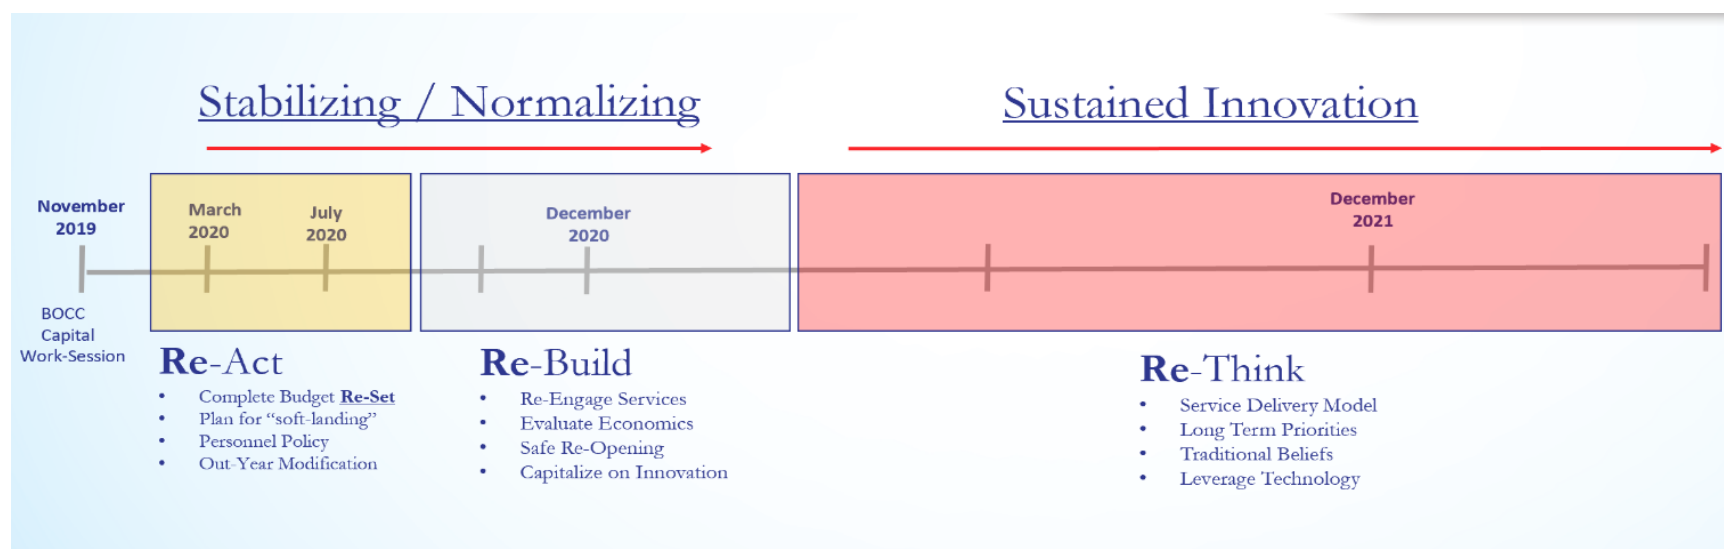 Stabilizing / Normalizing
Sustained Innovation
November
2019
March
2020
July
2020
December
2020
December
2021
BOCC
Capital
Work-Session
Re-Act
• Complete Budget Re-Set
• Plan for “soft-landing”
• Personnel Policy
• Out-Year Modification
Re-Build
• Re-Engage Services
• Evaluate Economics
• Safe Re-Opening
• Capitalize on Innovation
Re-Think
• Service Delivery Model
• Long Term Priorities
• Traditional Beliefs
• Leverage Technology